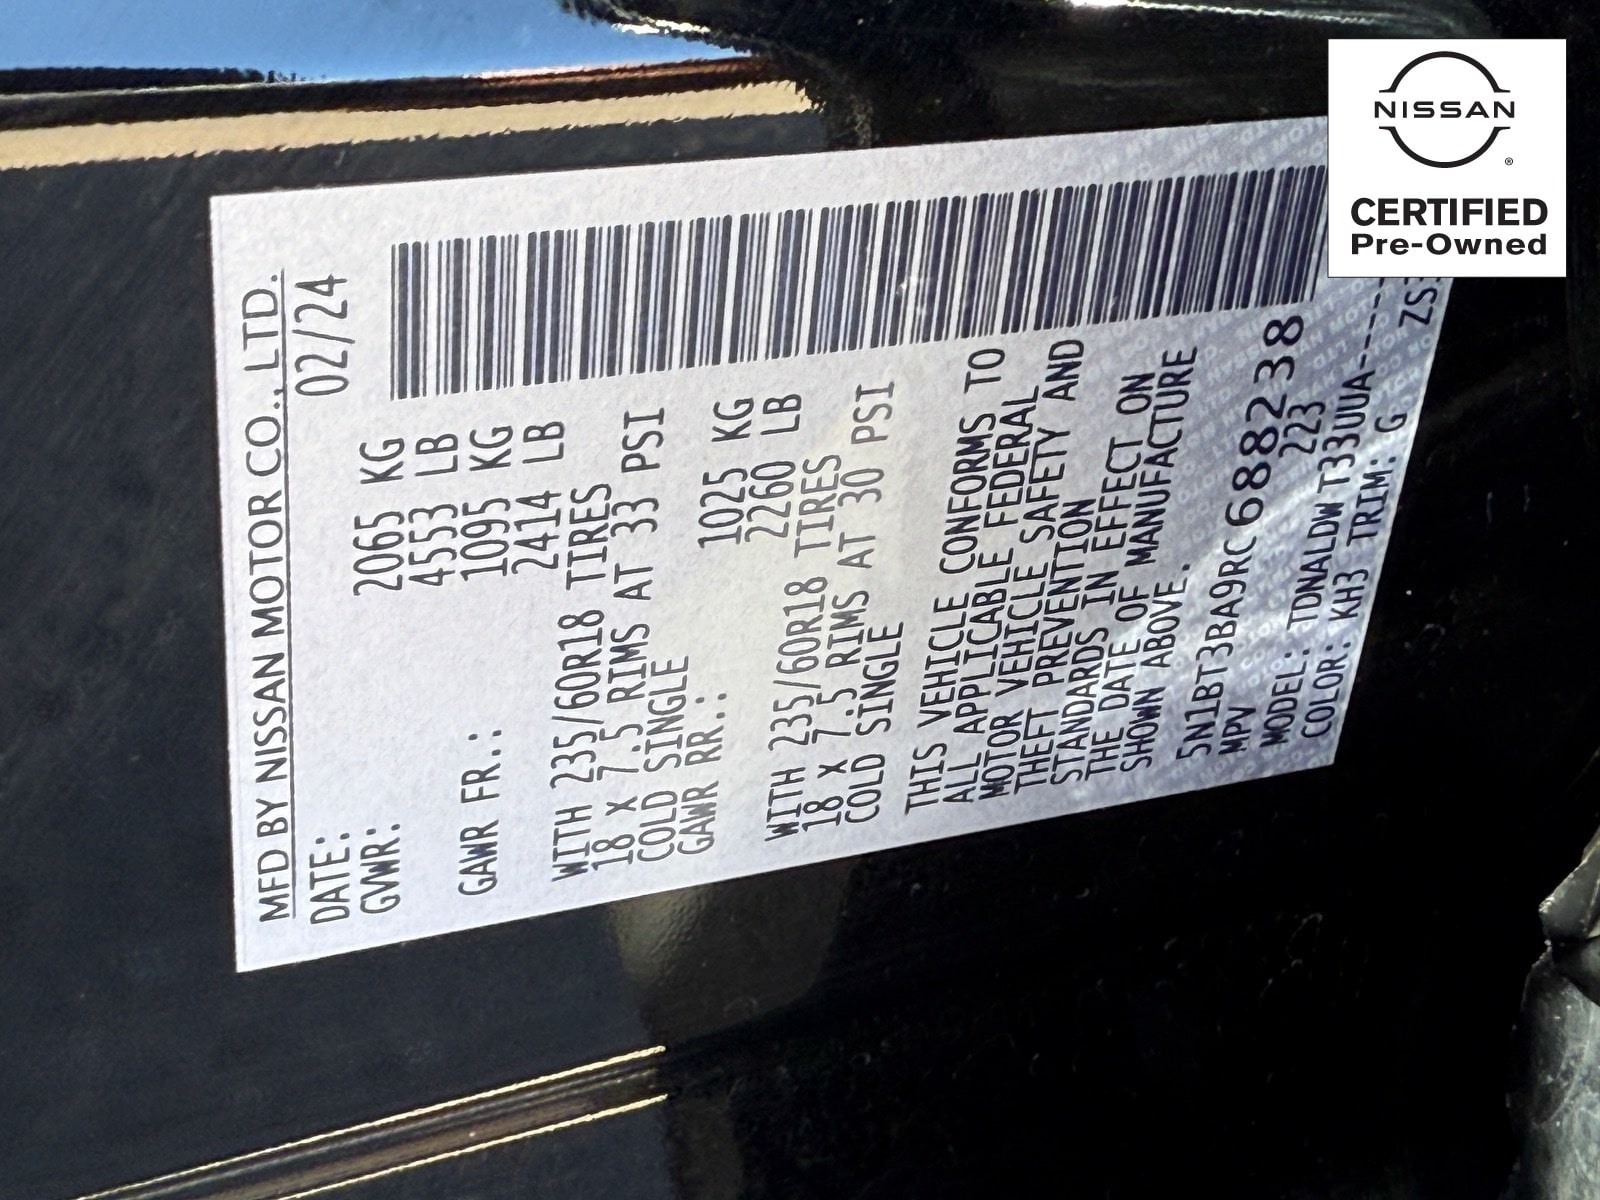 MFD BY NISSAN MOTOR CO., LTD.
DATE: 02/24
GVWR: 2065 KG
4553 LB
GAWR FR.: 1095 KG
2414 LB
WITH 235/60R18 TIRES
18 X 7.5 RIMS AT 33 PSI
COLD SINGLE
GAWR RR.: 1025 KG
2260 LB
WITH 235/60R18 TIRES
18 X 7.5 RIMS AT 30 PSI
COLD SINGLE
THIS VEHICLE CONFORMS TO
ALL APPLICABLE FEDERAL
MOTOR VEHICLE SAFETY AND
THEFT PREVENTION
STANDARDS IN EFFECT ON
THE DATE OF MANUFACTURE
SHOWN ABOVE.
5N1BT3BA9RC688238
MPV 223
MODEL: TDNALDWT33UUA-----
COLOR: KH3 TRIM: G
NISSAN
®
CERTIFIED
Pre-Owned